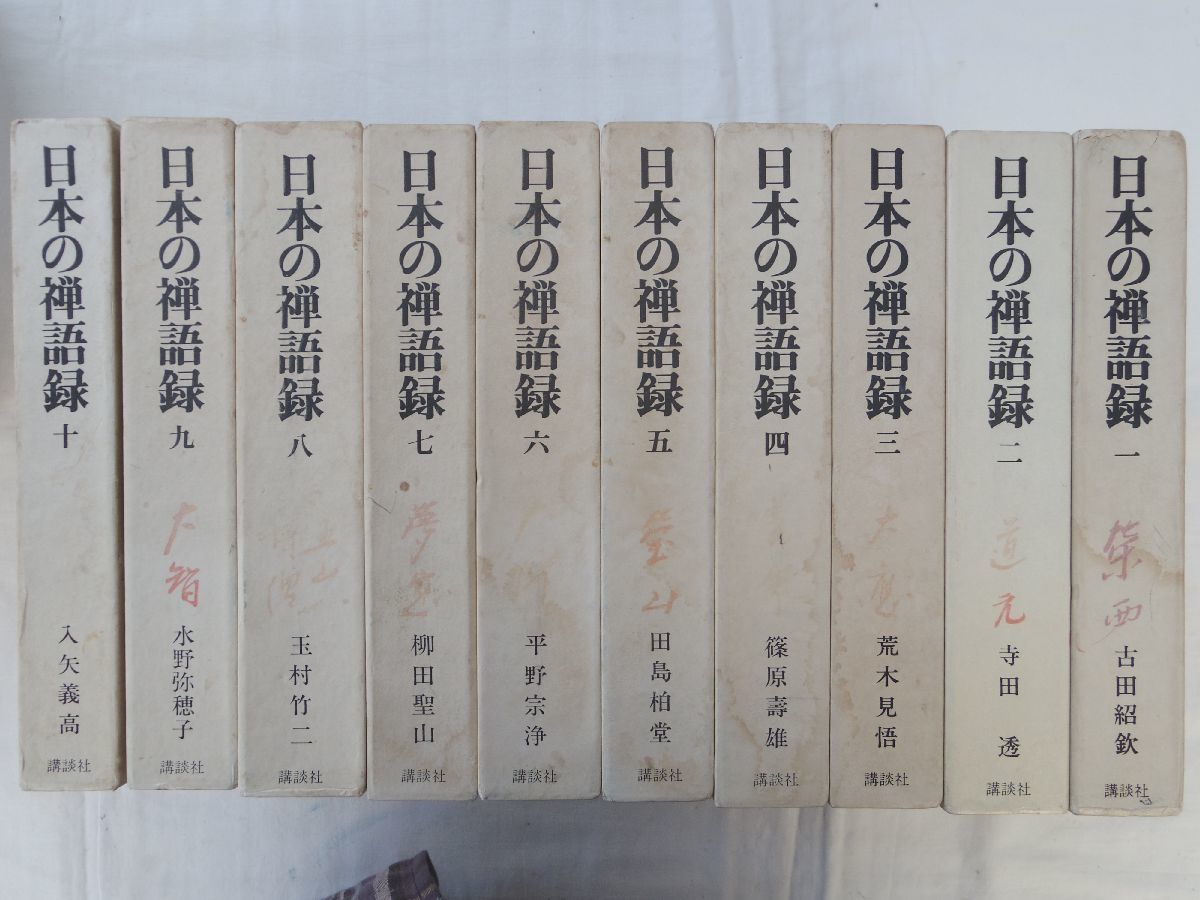 日本の禅語録 一
栄西
古田紹欽
講談社
日本の禅語録 二
道元
寺田 透
講談社
日本の禅語録 三
大応
荒木見悟
講談社
日本の禅語録 四
篠原壽雄
講談社
日本の禅語録 五
瑩山
田島柏堂
講談社
日本の禅語録 六
平野宗浄
講談社
日本の禅語録 七
夢窓
柳田聖山
講談社
日本の禅語録 八
玉村竹二
講談社
日本の禅語録 九
大智
水野弥穂子
講談社
日本の禅語録 十
入矢義高
講談社